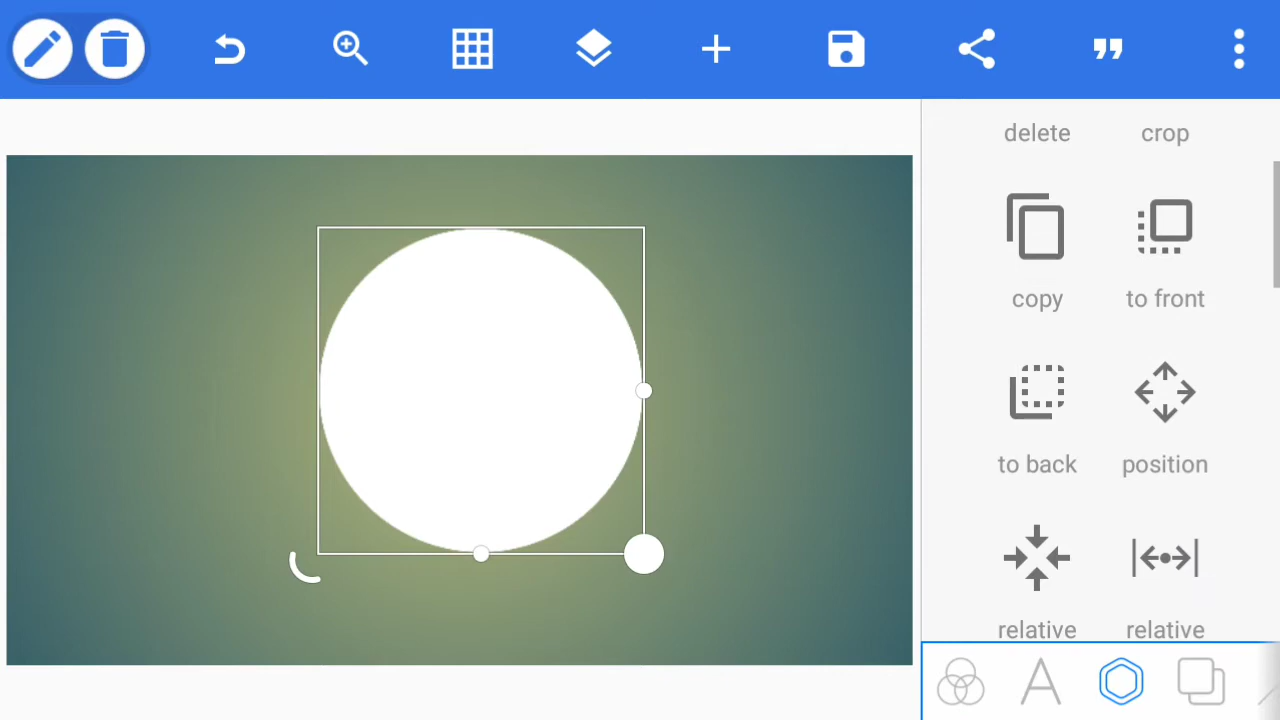 delete crop
copy to front
to back position
relative relative